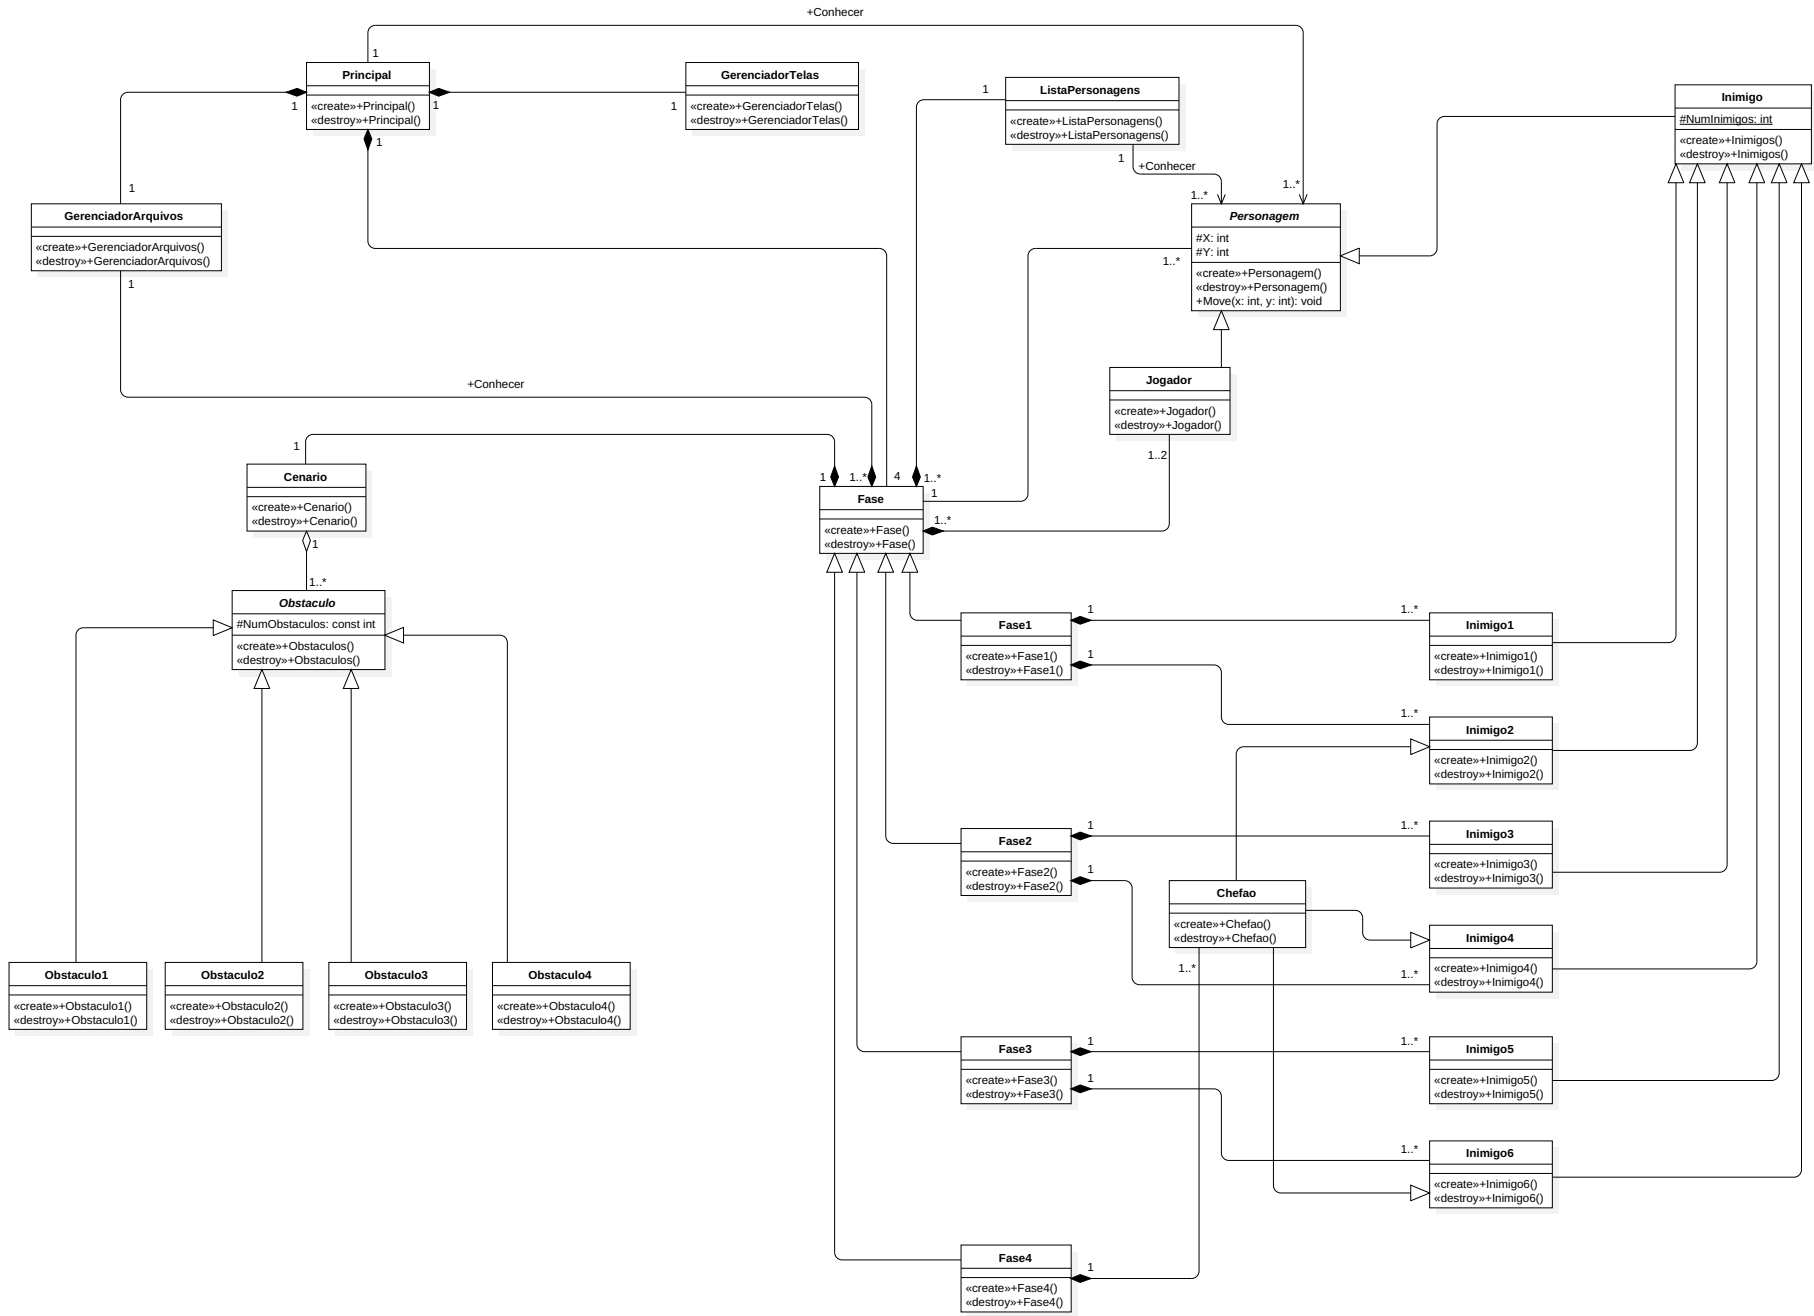 +Conhecer
1
Principal
«create»+Principal()
«destroy»+Principal()
1
1
1
GerenciadorTelas
«create»+GerenciadorTelas()
«destroy»+GerenciadorTelas()
1
ListaPersonagens
«create»+ListaPersonagens()
«destroy»+ListaPersonagens()
1
1
+Conhecer
1..*
1..*
Inimigo
#NumInimigos: int
«create»+Inimigos()
«destroy»+Inimigos()
1
GerenciadorArquivos
«create»+GerenciadorArquivos()
«destroy»+GerenciadorArquivos()
1
Personagem
#X: int
#Y: int
«create»+Personagem()
«destroy»+Personagem()
+Move(x: int, y: int): void
1..*
Jogador
«create»+Jogador()
«destroy»+Jogador()
1..2
+Conhecer
1
Cenario
«create»+Cenario()
«destroy»+Cenario()
1
1..*
1
1..*
4
1..*
1
1..*
Fase
«create»+Fase()
«destroy»+Fase()
Obstaculo
#NumObstaculos: const int
«create»+Obstaculos()
«destroy»+Obstaculos()
Fase1
«create»+Fase1()
«destroy»+Fase1()
1
1..*
1
1..*
Inimigo1
«create»+Inimigo1()
«destroy»+Inimigo1()
Inimigo2
«create»+Inimigo2()
«destroy»+Inimigo2()
Fase2
«create»+Fase2()
«destroy»+Fase2()
1
1..*
1
1..*
Inimigo3
«create»+Inimigo3()
«destroy»+Inimigo3()
Chefao
«create»+Chefao()
«destroy»+Chefao()
1..*
Inimigo4
«create»+Inimigo4()
«destroy»+Inimigo4()
Obstaculo1
«create»+Obstaculo1()
«destroy»+Obstaculo1()
Obstaculo2
«create»+Obstaculo2()
«destroy»+Obstaculo2()
Obstaculo3
«create»+Obstaculo3()
«destroy»+Obstaculo3()
Obstaculo4
«create»+Obstaculo4()
«destroy»+Obstaculo4()
Fase3
«create»+Fase3()
«destroy»+Fase3()
1
1..*
1
1..*
Inimigo5
«create»+Inimigo5()
«destroy»+Inimigo5()
Inimigo6
«create»+Inimigo6()
«destroy»+Inimigo6()
Fase4
«create»+Fase4()
«destroy»+Fase4()
1